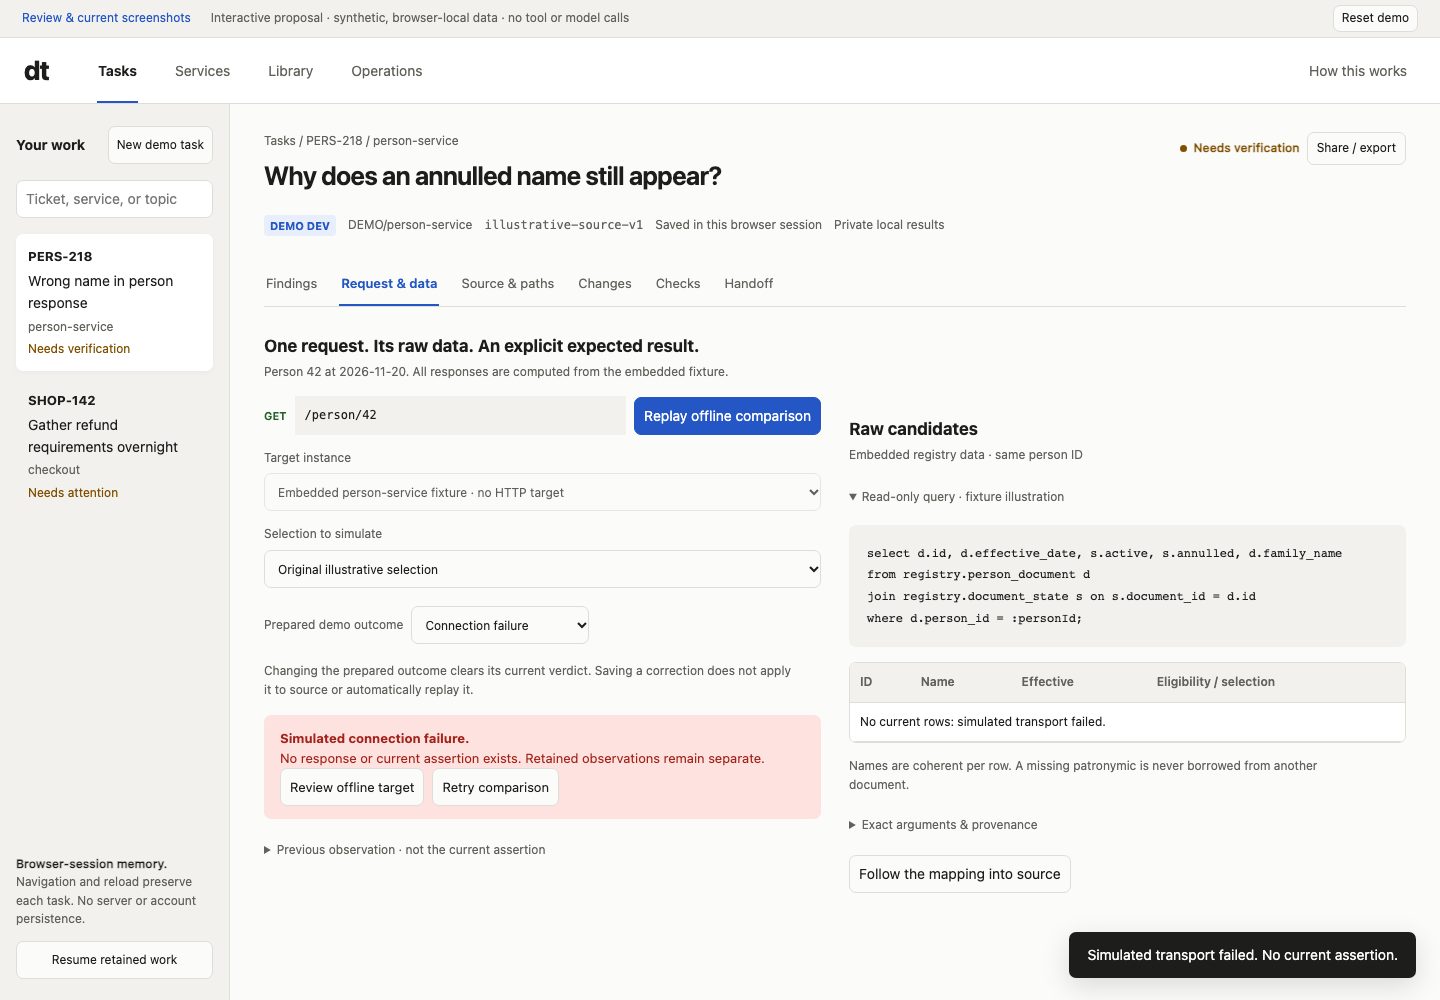 Review & current screenshots
Interactive proposal · synthetic, browser-local data · no tool or model calls
Reset demo
dt
Tasks
Services
Library
Operations
How this works
Your work
New demo task
Ticket, service, or topic
PERS-218
Wrong name in person
response
person-service
Needs verification
SHOP-142
Gather refund
requirements overnight
checkout
Needs attention
Browser-session memory.
Navigation and reload preserve
each task. No server or account
persistence.
Resume retained work
Tasks / PERS-218 / person-service
Needs verification
Share / export
Why does an annulled name still appear?
DEMO DEV
DEMO/person-service
illustrative-source-v1
Saved in this browser session
Private local results
Findings
Request & data
Source & paths
Changes
Checks
Handoff
One request. Its raw data. An explicit expected result.
Person 42 at 2026-11-20. All responses are computed from the embedded fixture.
GET
/person/42
Replay offline comparison
Target instance
Embedded person-service fixture · no HTTP target
Selection to simulate
Original illustrative selection
Prepared demo outcome
Connection failure
Changing the prepared outcome clears its current verdict. Saving a correction does not apply
it to source or automatically replay it.
Simulated connection failure.
No response or current assertion exists. Retained observations remain separate.
Review offline target
Retry comparison
Previous observation · not the current assertion
Raw candidates
Embedded registry data · same person ID
Read-only query · fixture illustration
select d.id, d.effective_date, s.active, s.annulled, d.family_name
from registry.person_document d
join registry.document_state s on s.document_id = d.id
where d.person_id = :personId;
ID
Name
Effective
Eligibility / selection
No current rows: simulated transport failed.
Names are coherent per row. A missing patronymic is never borrowed from another
document.
Exact arguments & provenance
Follow the mapping into source
Simulated transport failed. No current assertion.